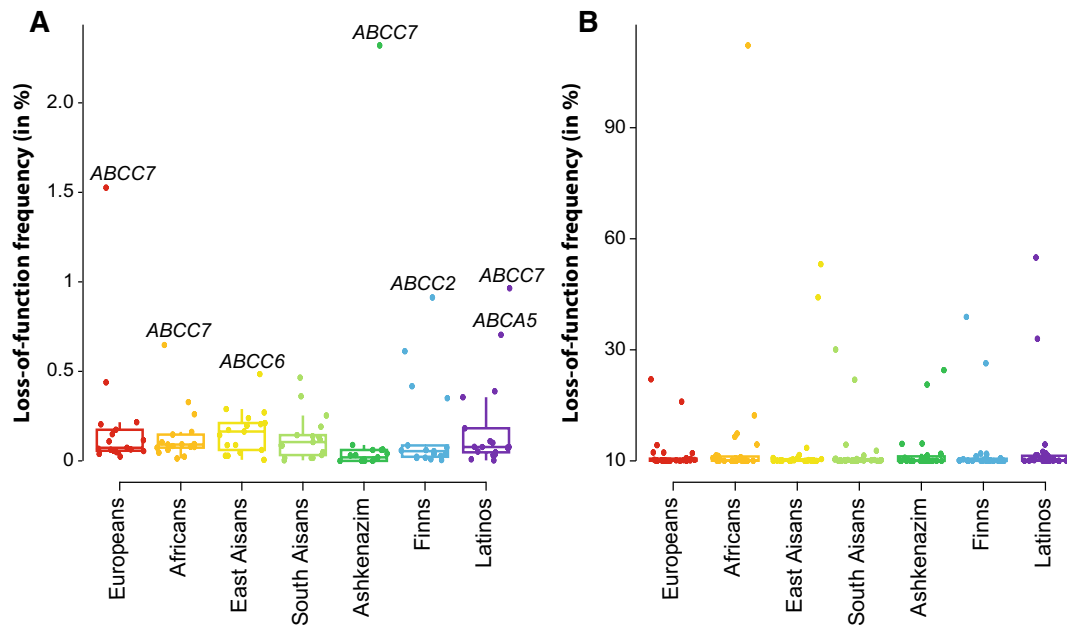 A
Loss-of-function frequency (in %)
2.0
1.5
1
0.5
0
ABCC7
ABCC7
ABCC6
ABCC7
ABCC2
ABCC7
ABCA5
Europeans
Africans
East Aisans
South Aisans
Ashkenazim
Finns
Latinos
B
Loss-of-function frequency (in %)
90
60
30
10
Europeans
Africans
East Aisans
South Aisans
Ashkenazim
Finns
Latinos